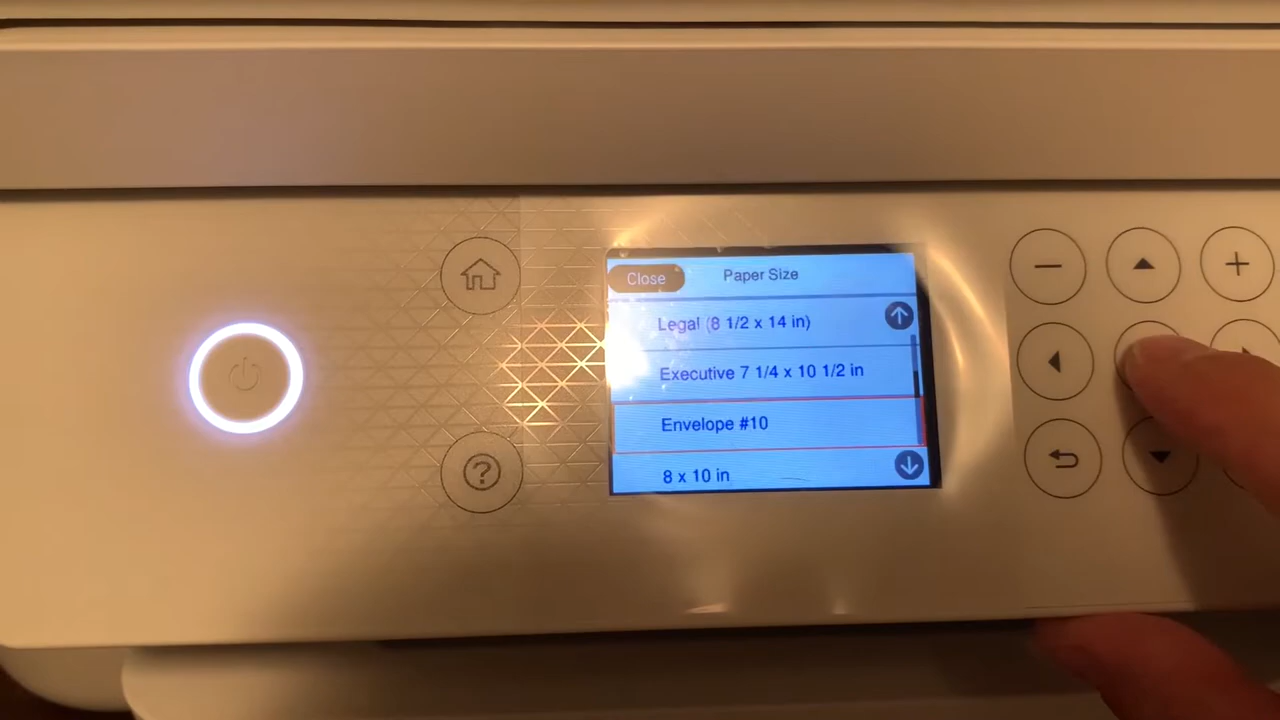 Close
Paper Size
Legal (8 1/2 x 14 in)
Executive 7 1/4 x 10 1/2 in
Envelope #10
8 x 10 in
?